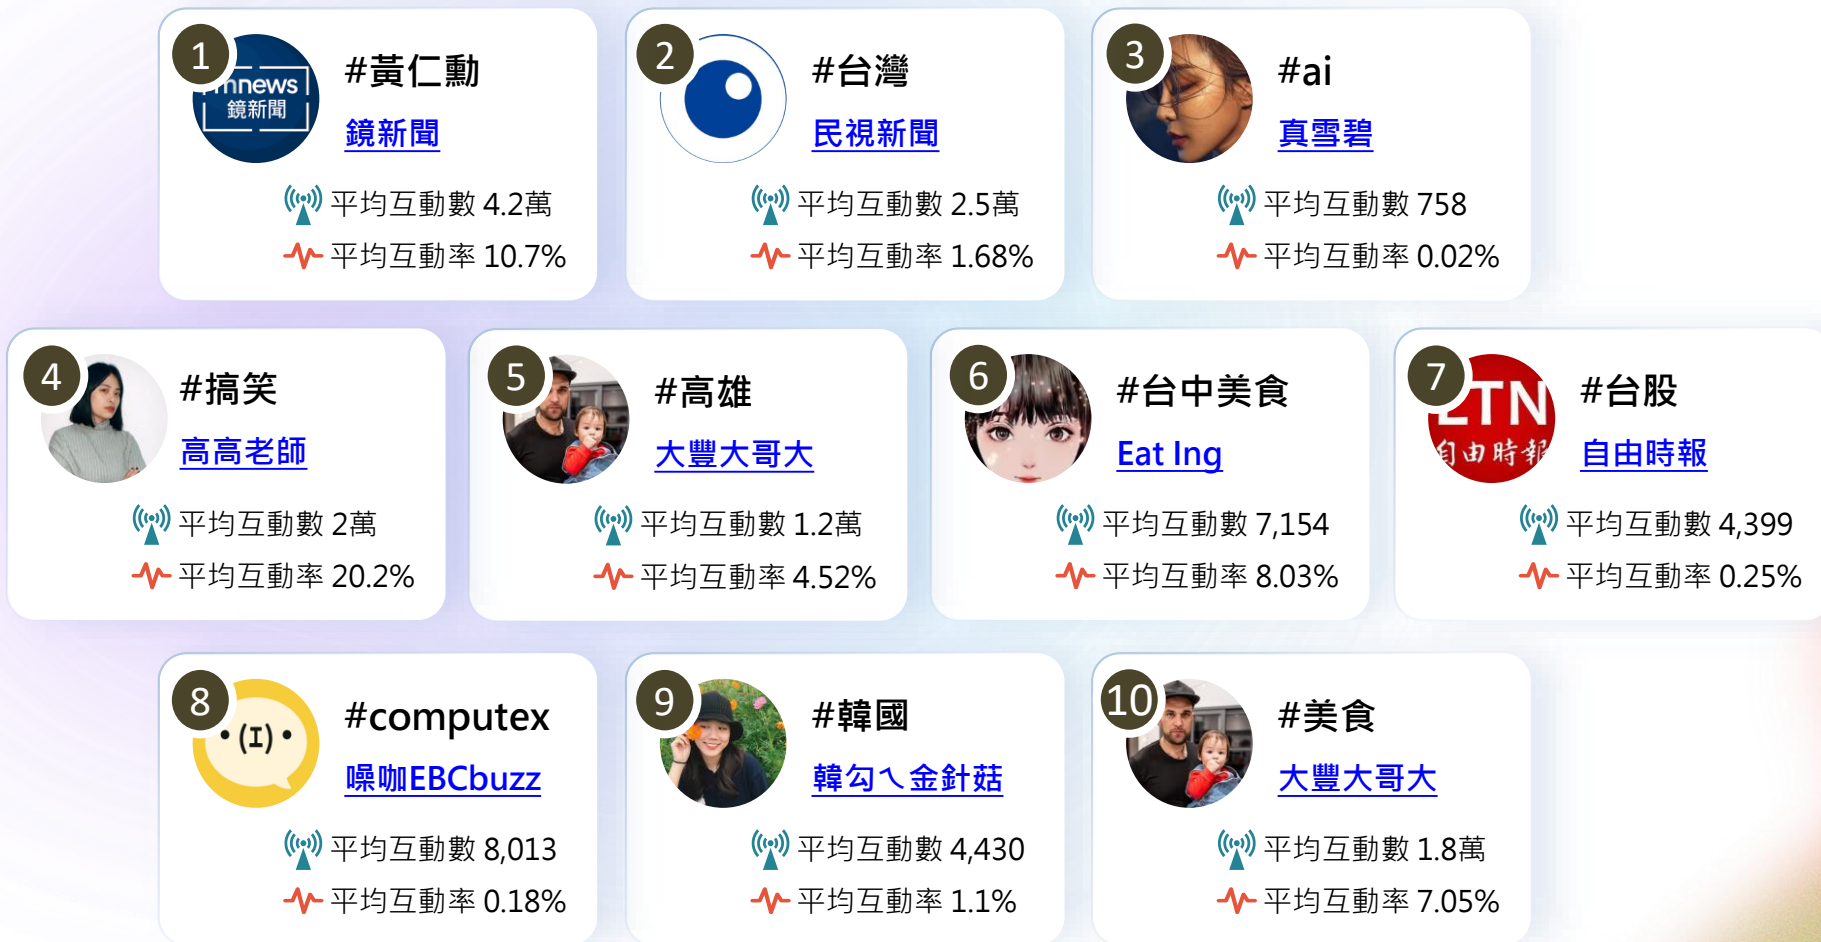 1
mnews
鏡新聞
#黃仁勳
鏡新聞
平均互動數 4.2萬
平均互動率 10.7%
2
#台灣
民視新聞
平均互動數 2.5萬
平均互動率 1.68%
3
#ai
真雪碧
平均互動數 758
平均互動率 0.02%
4
#搞笑
高高老師
平均互動數 2萬
平均互動率 20.2%
5
#高雄
大豐大哥大
平均互動數 1.2萬
平均互動率 4.52%
6
#台中美食
Eat Ing
平均互動數 7,154
平均互動率 8.03%
7
LTN
自由時報
#台股
自由時報
平均互動數 4,399
平均互動率 0.25%
8
•(I)•
#computex
噪咖EBCbuzz
平均互動數 8,013
平均互動率 0.18%
9
#韓國
韓勾ㄟ金針菇
平均互動數 4,430
平均互動率 1.1%
10
#美食
大豐大哥大
平均互動數 1.8萬
平均互動率 7.05%